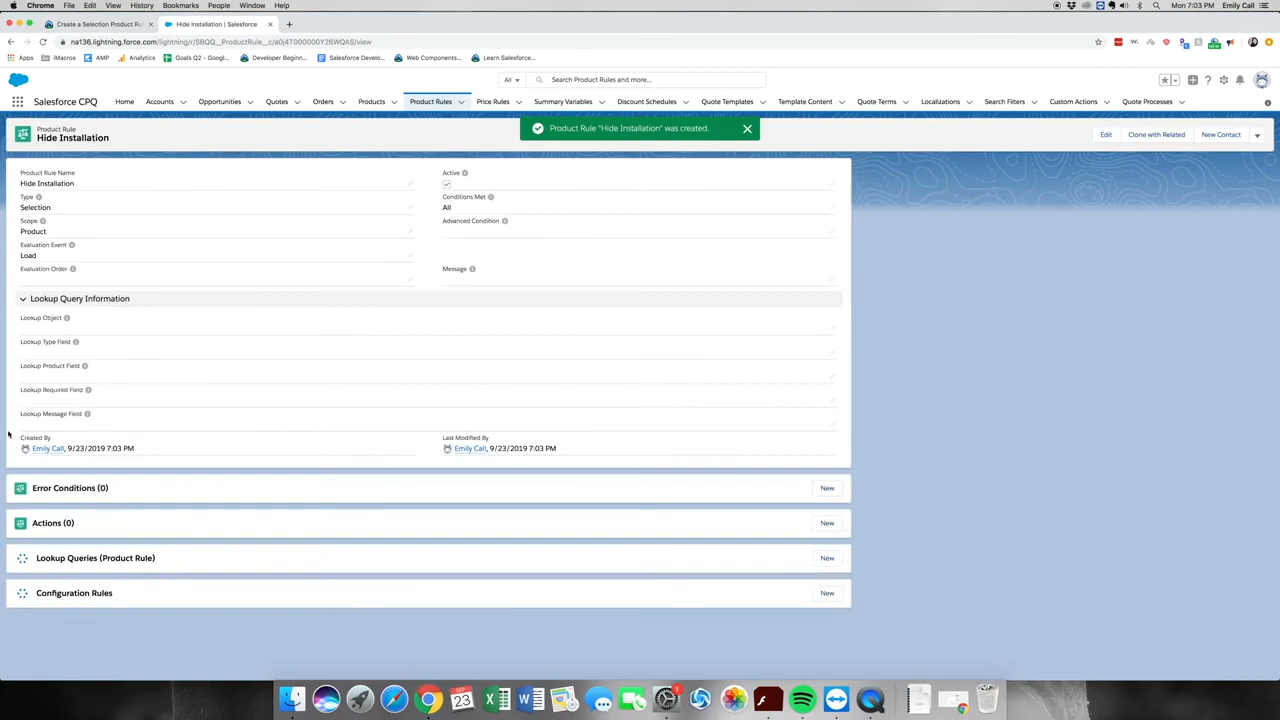 Chrome File Edit View History Bookmarks People Window Help Mon 7:03 PM Emily Call
Create a Selection Product Ru Hide Installation | Salesforce
na136.lightning.force.com/lightning/r/SBQQ__ProductRule__c/a0j4T000000Y26WQAS/view
Apps iMacros AMP Analytics Goals Q2 - Googl... Developer Beginn... Salesforce Develo... Web Components... Learn Salesforce...
All Search Product Rules and more...
Salesforce CPQ Home Accounts Opportunities Quotes Orders Products Product Rules Price Rules Summary Variables Discount Schedules Quote Templates Template Content Quote Terms Localizations Search Filters Custom Actions Quote Processes
Product Rule
Hide Installation
Product Rule "Hide Installation" was created.
Edit Clone with Related New Contact
Product Rule Name Active
Hide Installation
Type Conditions Met
Selection All
Scope Advanced Condition
Product
Evaluation Event
Load
Evaluation Order Message
Lookup Query Information
Lookup Object
Lookup Type Field
Lookup Product Field
Lookup Required Field
Lookup Message Field
Created By Last Modified By
Emily Call, 9/23/2019 7:03 PM Emily Call, 9/23/2019 7:03 PM
Error Conditions (0) New
Actions (0) New
Lookup Queries (Product Rule) New
Configuration Rules New